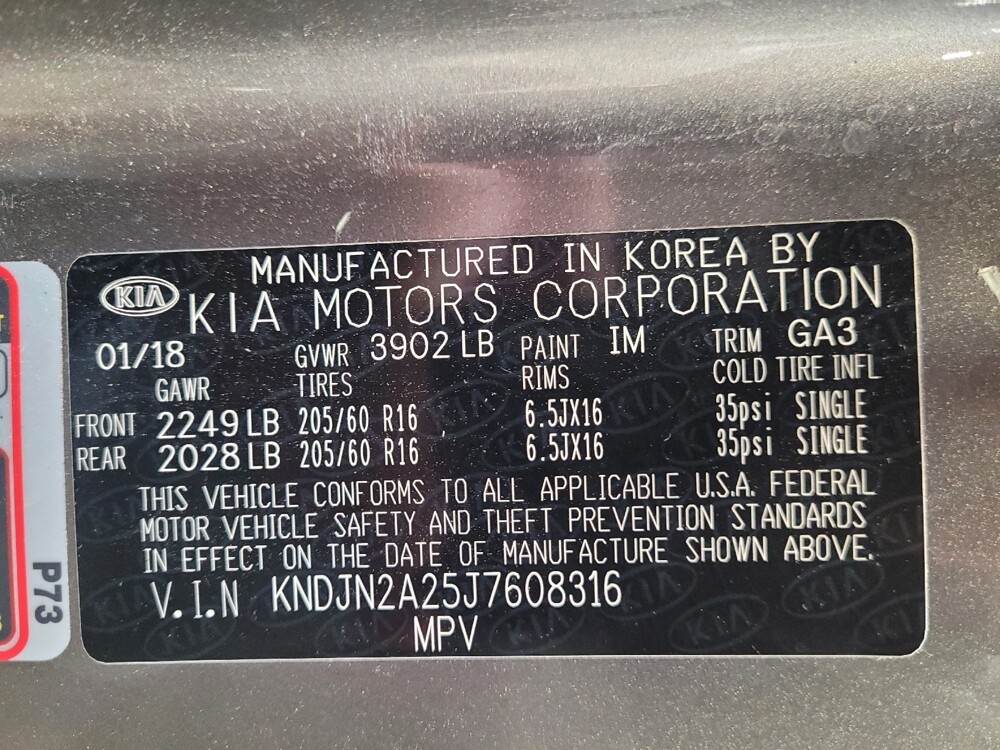 MANUFACTURED IN KOREA BY
KIA KIA MOTORS CORPORATION
01/18 GVWR 3902 LB PAINT IM TRIM GA3
GAWR TIRES RIMS COLD TIRE INFL
FRONT 2249 LB 205/60 R16 , 6.5JX16 35psi SINGLE
REAR 2028 LB 205/60 R16 6.5JX16 35psi SINGLE
THIS VEHICLE CONFORMS TO ALL APPLICABLE U.S.A. FEDERAL
MOTOR VEHICLE SAFETY AND THEFT PREVENTION STANDARDS
IN EFFECT ON THE DATE OF MANUFACTURE SHOWN ABOVE.
V.I.N KNDJN2A25J7608316
MPV
P73